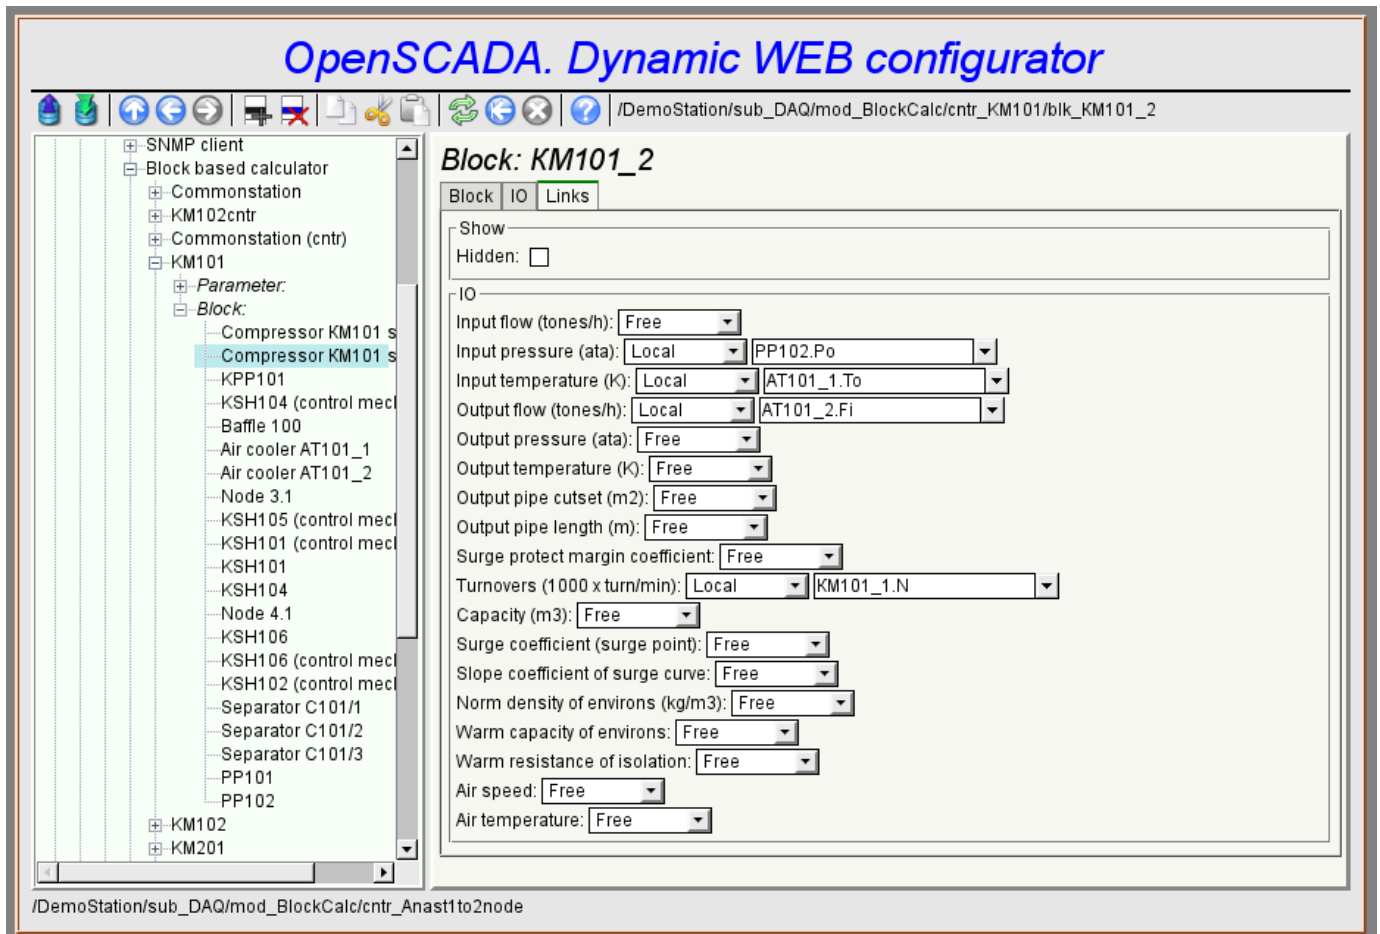 OpenSCADA. Dynamic WEB configurator
/DemoStation/sub_DAQ/mod_BlockCalc/cntr_KM101/blk_KM101_2
SNMP client
Block based calculator
Commonstation
KM102cntr
Commonstation (cntr)
KM101
Parameter:
Block:
Compressor KM101 s
Compressor KM101 s
KPP101
KSH104 (control mecl
Baffle 100
Air cooler AT101_1
Air cooler AT101_2
Node 3.1
KSH105 (control mecl
KSH101 (control mecl
KSH101
KSH104
Node 4.1
KSH106
KSH106 (control mecl
KSH102 (control mecl
Separator C101/1
Separator C101/2
Separator C101/3
PP101
PP102
KM102
KM201
Block: KM101_2
Block IO Links
Show
Hidden:
IO
Input flow (tones/h): Free
Input pressure (ata): Local PP102.Po
Input temperature (K): Local AT101_1.To
Output flow (tones/h): Local AT101_2.Fi
Output pressure (ata): Free
Output temperature (K): Free
Output pipe cutset (m2): Free
Output pipe length (m): Free
Surge protect margin coefficient: Free
Turnovers (1000 x turn/min): Local KM101_1.N
Capacity (m3): Free
Surge coefficient (surge point): Free
Slope coefficient of surge curve: Free
Norm density of environs (kg/m3): Free
Warm capacity of environs: Free
Warm resistance of isolation: Free
Air speed: Free
Air temperature: Free
/DemoStation/sub_DAQ/mod_BlockCalc/cntr_Anast1to2node